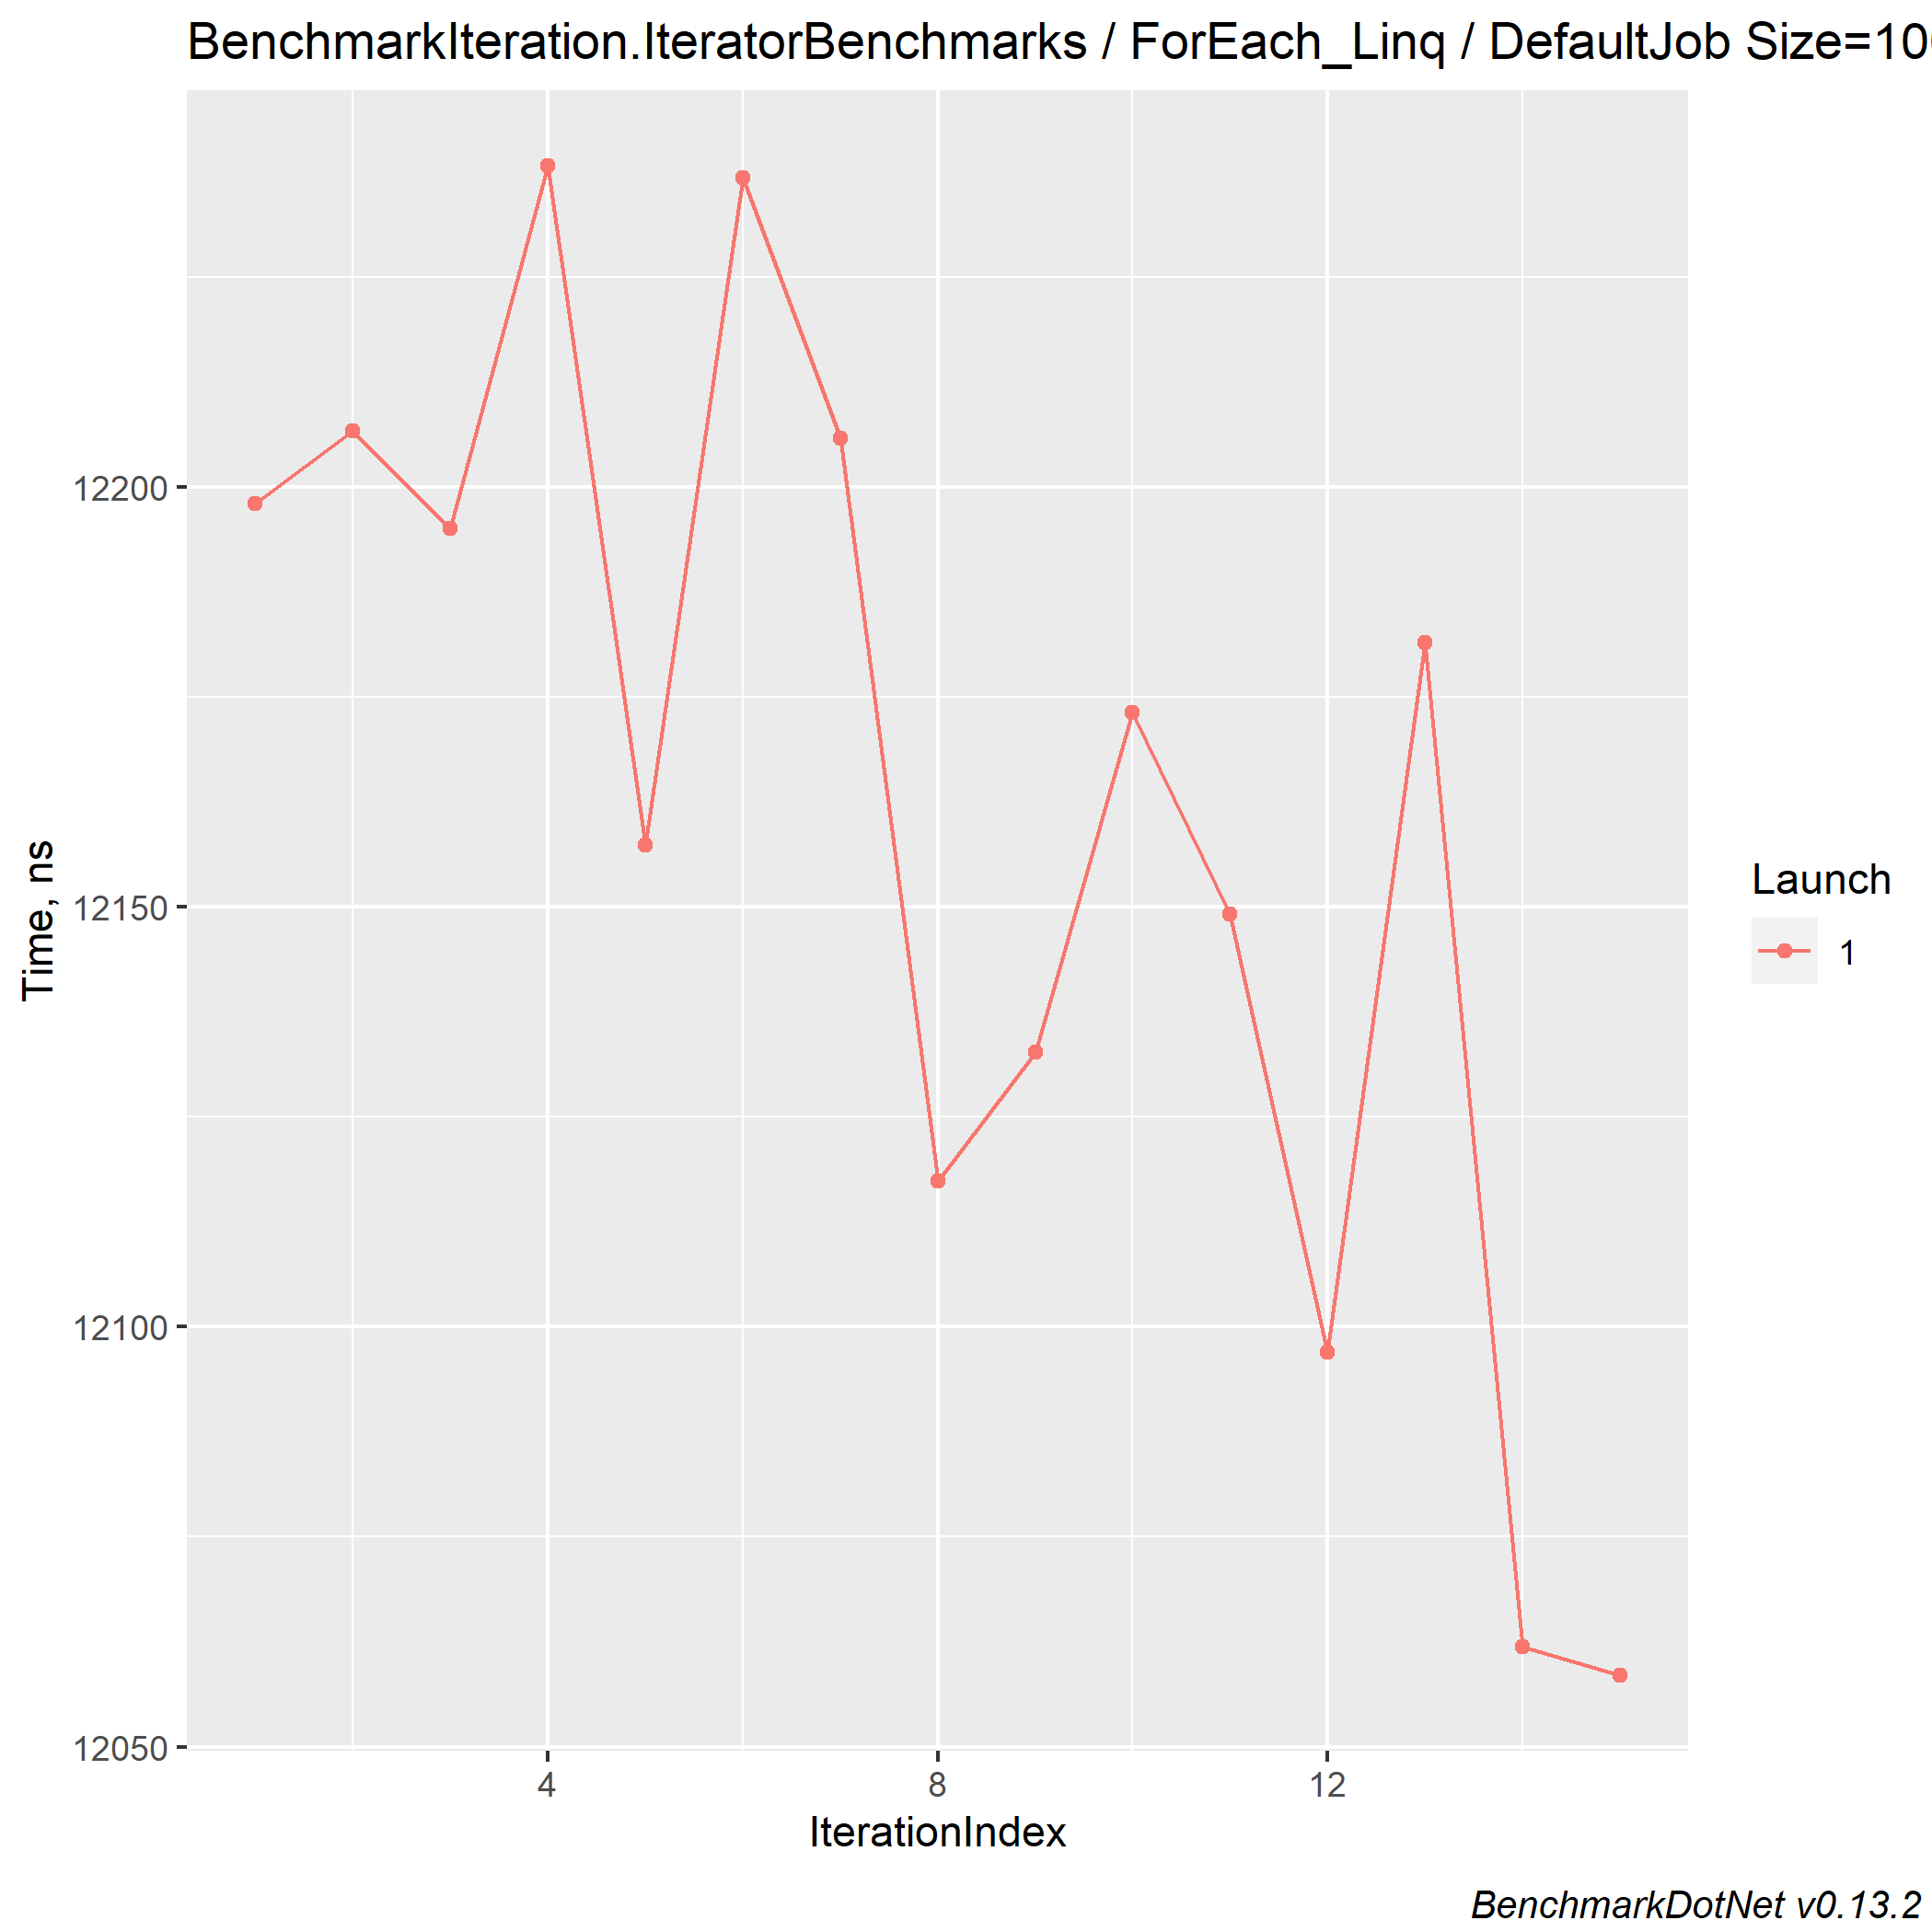 BenchmarkIteration.IteratorBenchmarks / ForEach_Linq / DefaultJob Size=10
12200
12150
12100
12050
Time, ns
4 8 12
IterationIndex
Launch
1
BenchmarkDotNet v0.13.2